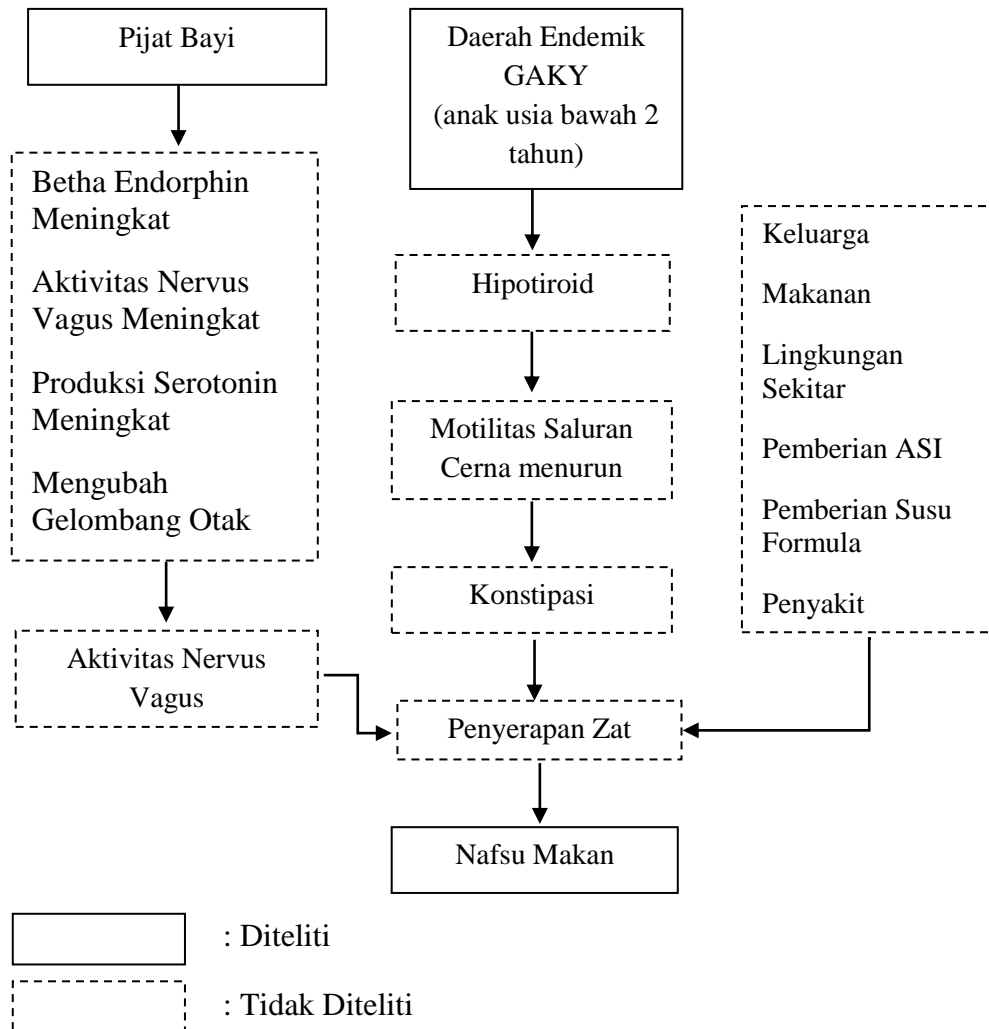 Pijat Bayi
Daerah Endemik
GAKY
(anak usia bawah 2
tahun)
Betha Endorphin
Meningkat
Aktivitas Nervus
Vagus Meningkat
Produksi Serotonin
Meningkat
Mengubah
Gelombang Otak
Hipotiroid
Motilitas Saluran
Cerna menurun
Konstipasi
Keluarga
Makanan
Lingkungan
Sekitar
Pemberian ASI
Pemberian Susu
Formula
Penyakit
Aktivitas Nervus
Vagus
Penyerapan Zat
Nafsu Makan
: Diteliti
: Tidak Diteliti